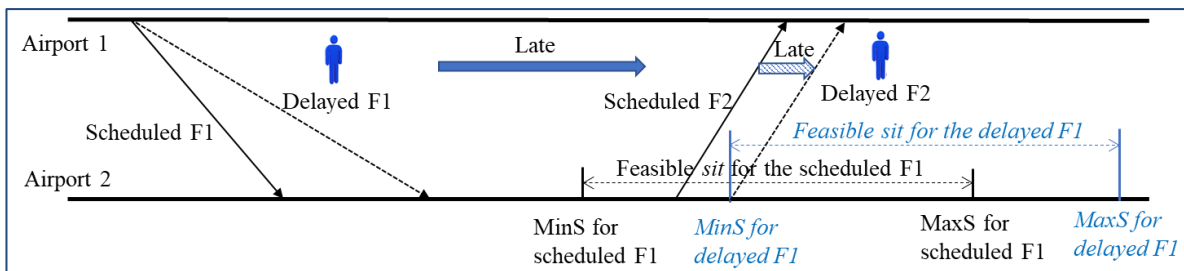 Airport 1
Late
Late
Delayed F1
Scheduled F2
Delayed F2
Scheduled F1
Feasible sit for the delayed F1
Feasible sit for the scheduled F1
Airport 2
MinS for
scheduled F1
MinS for
delayed F1
MaxS for
scheduled F1
MaxS for
delayed F1